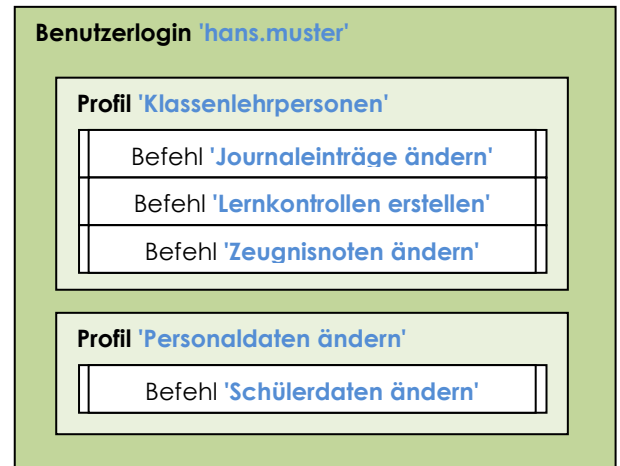 Benutzerlogin 'hans.muster'
Profil 'Klassenlehrpersonen'
Befehl 'Journaleinträge ändern'
Befehl 'Lernkontrollen erstellen'
Befehl 'Zeugnisnoten ändern'
Profil 'Personaldaten ändern'
Befehl 'Schülerdaten ändern'